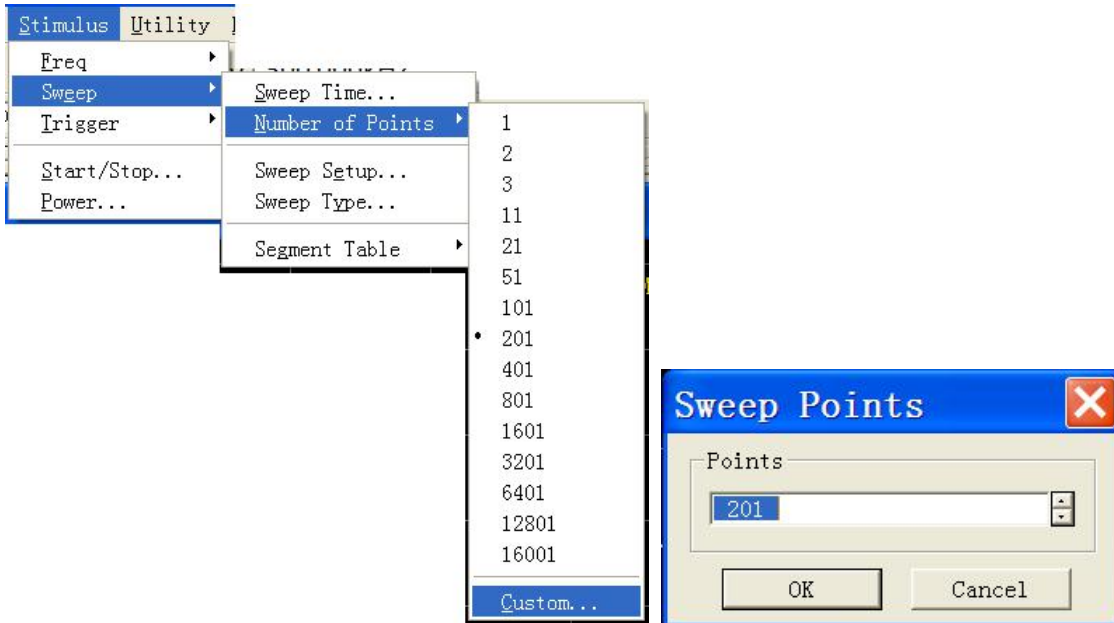 Stimulus Utility
Freq
Sweep
Trigger
Start/Stop...
Power...
Sweep Time...
Number of Points
Sweep Setup...
Sweep Type...
Segment Table
1
2
3
11
21
51
101
201
401
801
1601
3201
6401
12801
16001
Custom...
Sweep Points
Points
201
OK Cancel